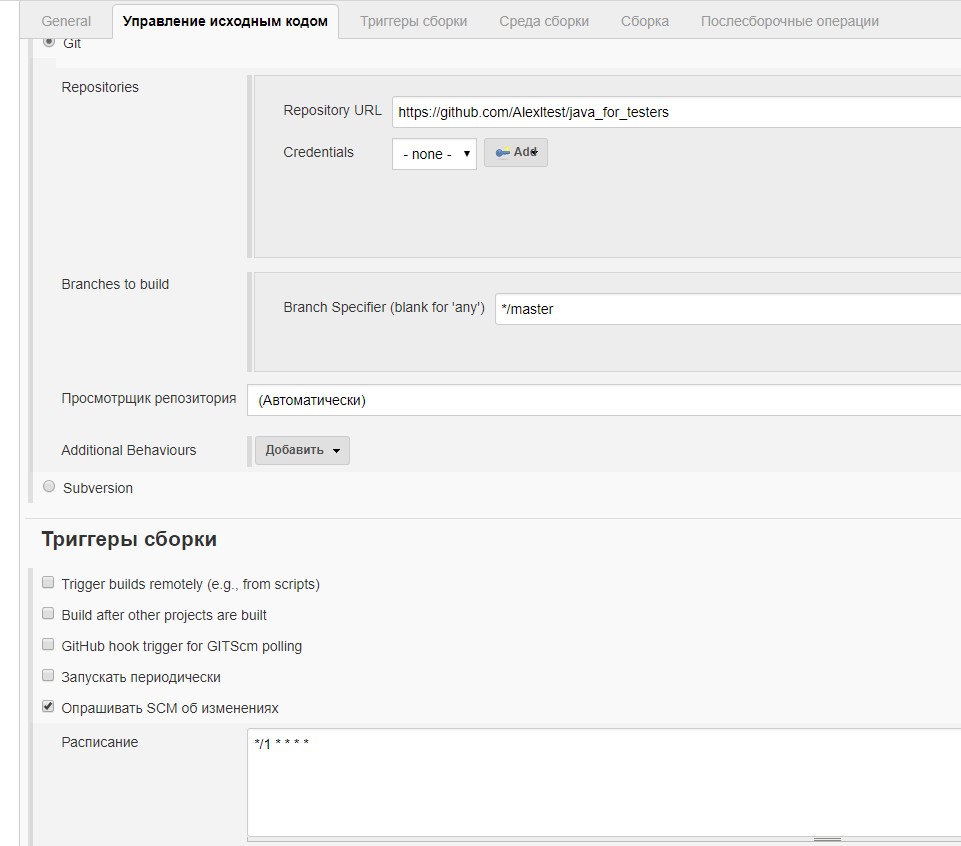 General Управление исходным кодом Триггеры сборки Среда сборки Сборка Послесборочные операции
Git
Repositories
Repository URL https://github.com/Alexltest/java_for_testers
Credentials - none - Add
Branches to build
Branch Specifier (blank for 'any') */master
Просмотрщик репозитория (Автоматически)
Additional Behaviours Добавить
Subversion
Триггеры сборки
Trigger builds remotely (e.g., from scripts)
Build after other projects are built
GitHub hook trigger for GITScm polling
Запускать периодически
Опрашивать SCM об изменениях
Расписание */1 * * * *